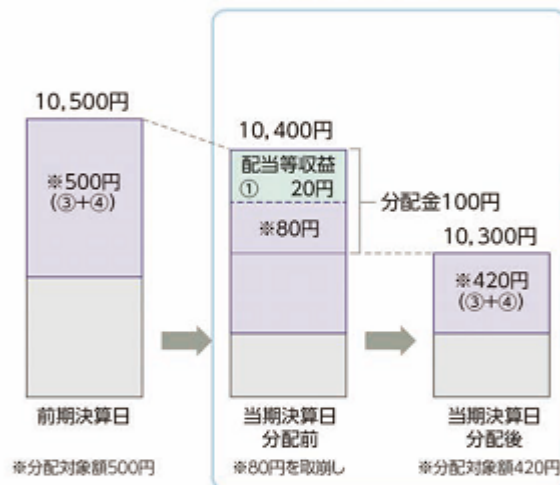 10,500円
※500円
(③+④)
前期決算日
※分配対象額500円
10,400円
配当等収益
① 20円
※80円
分配金100円
当期決算日
分配前
※80円を取崩し
10,300円
※420円
(③+④)
当期決算日
分配後
※分配対象額420円